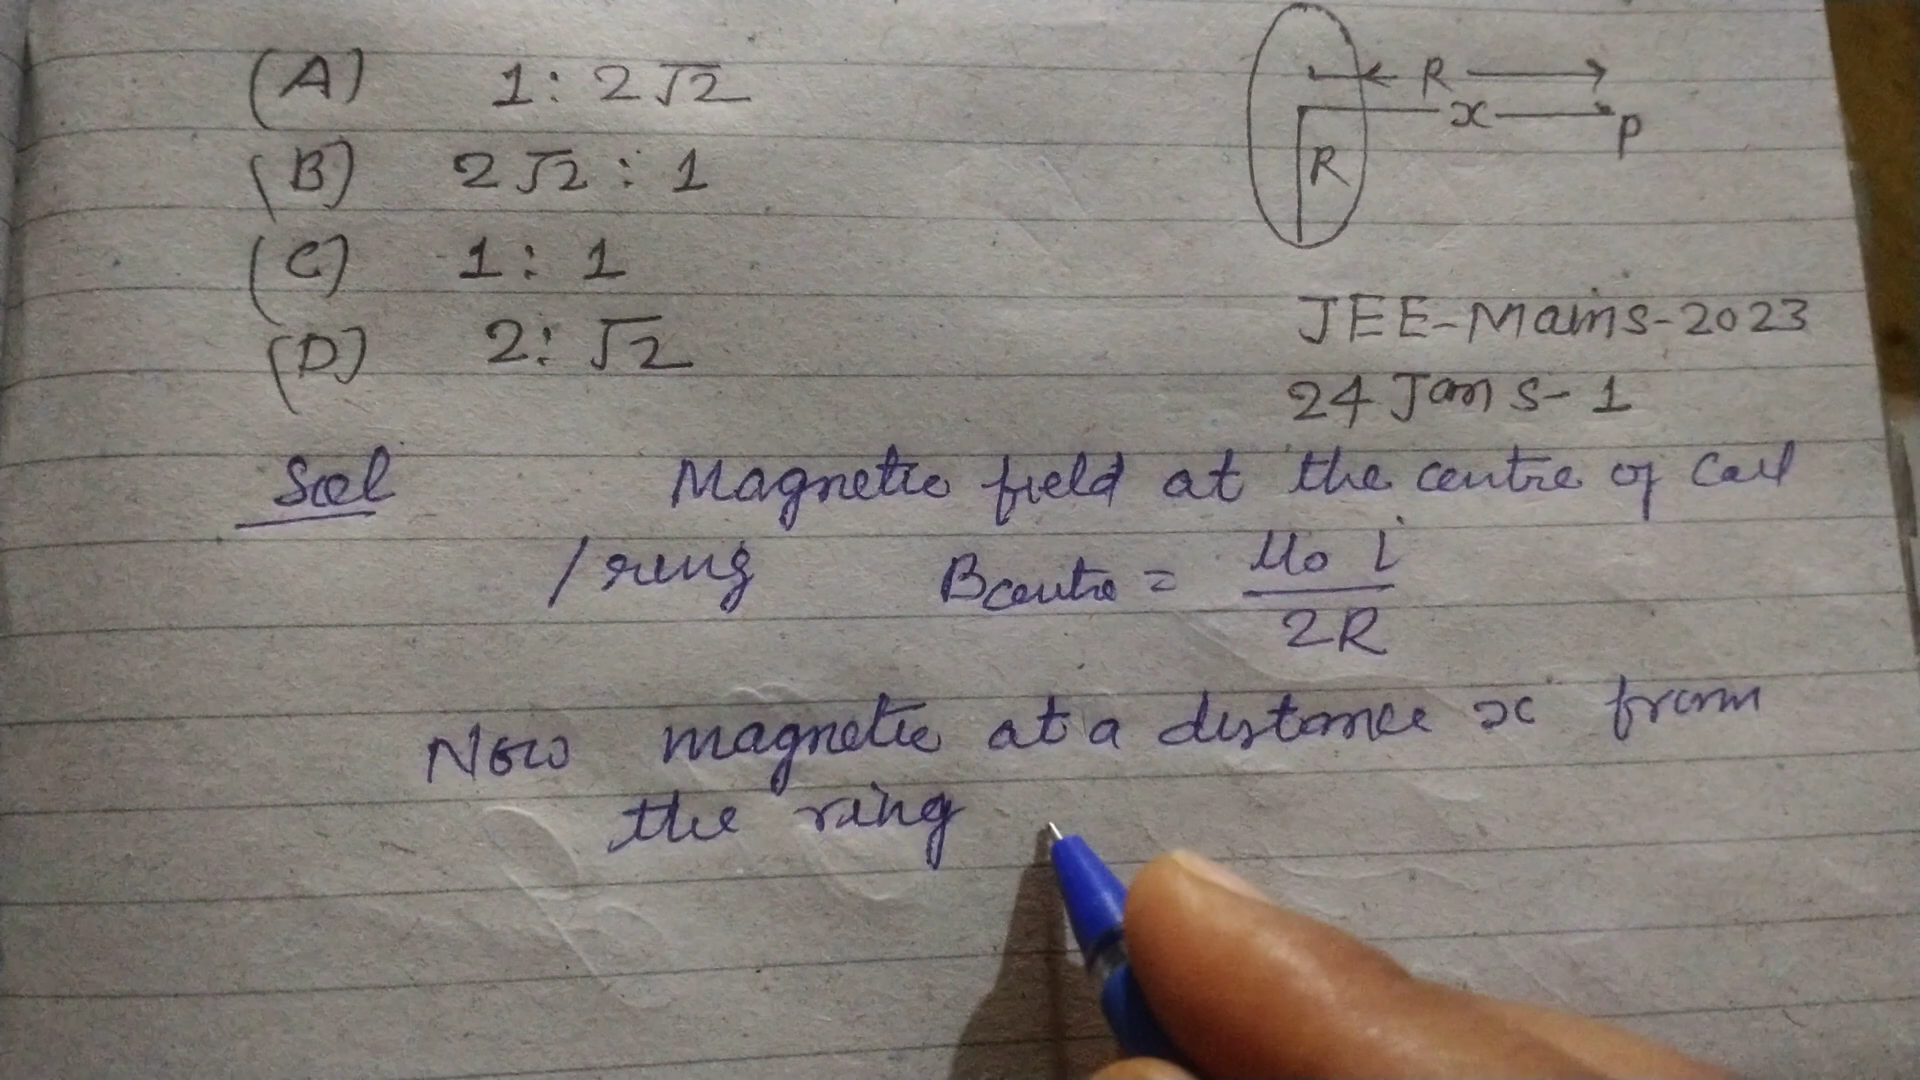 (A) 1 : 2√2
(B) 2√2 : 1
(C) 1 : 1
(D) 2 : √2
R
x
P
R
JEE-Mains-2023
24 Jan S-1
Sol Magnetic field at the centre of coil
/ ring Bcentre = μ₀ i / 2R
Now magnetic at a distance x from
the ring